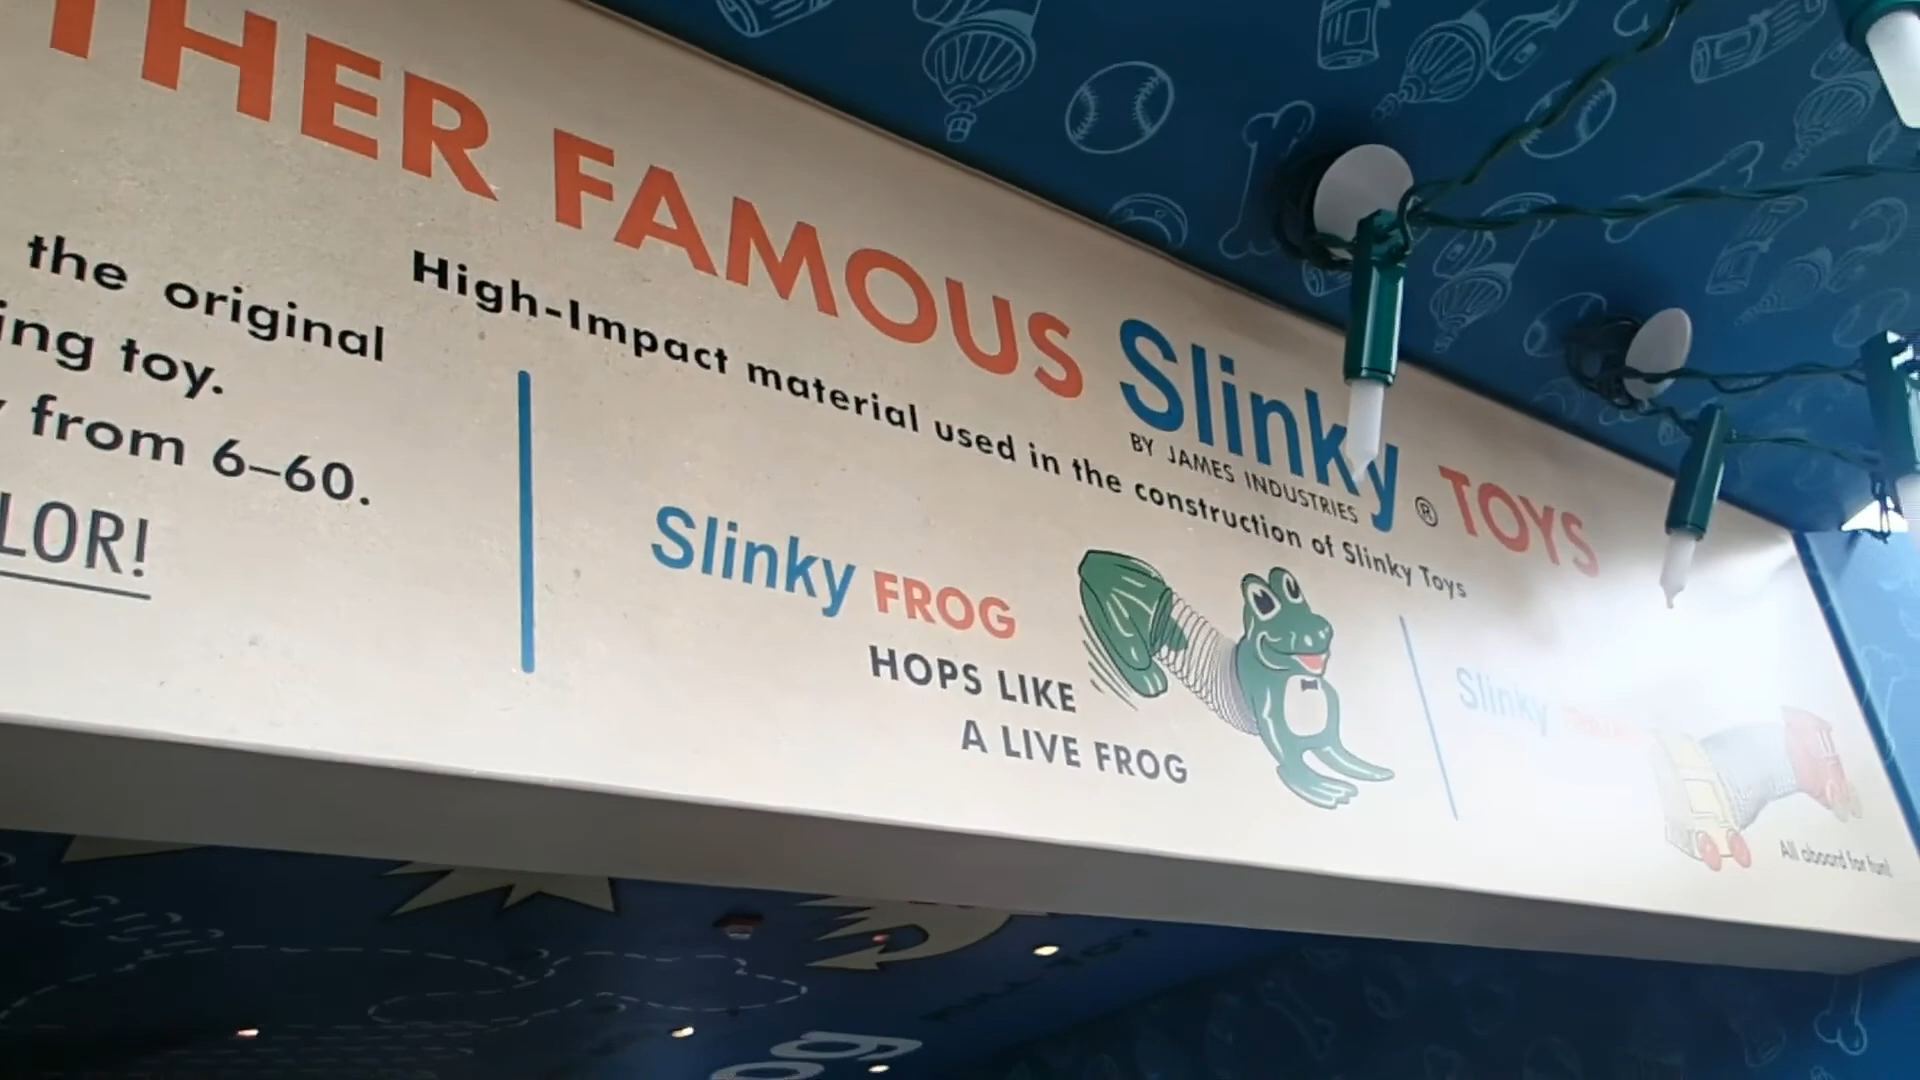 THER FAMOUS Slinky® TOYS
BY JAMES INDUSTRIES
High-Impact material used in the construction of Slinky Toys
the original
ing toy.
from 6–60.
LOR!
Slinky FROG
HOPS LIKE
A LIVE FROG
Slinky
All aboard for fun!